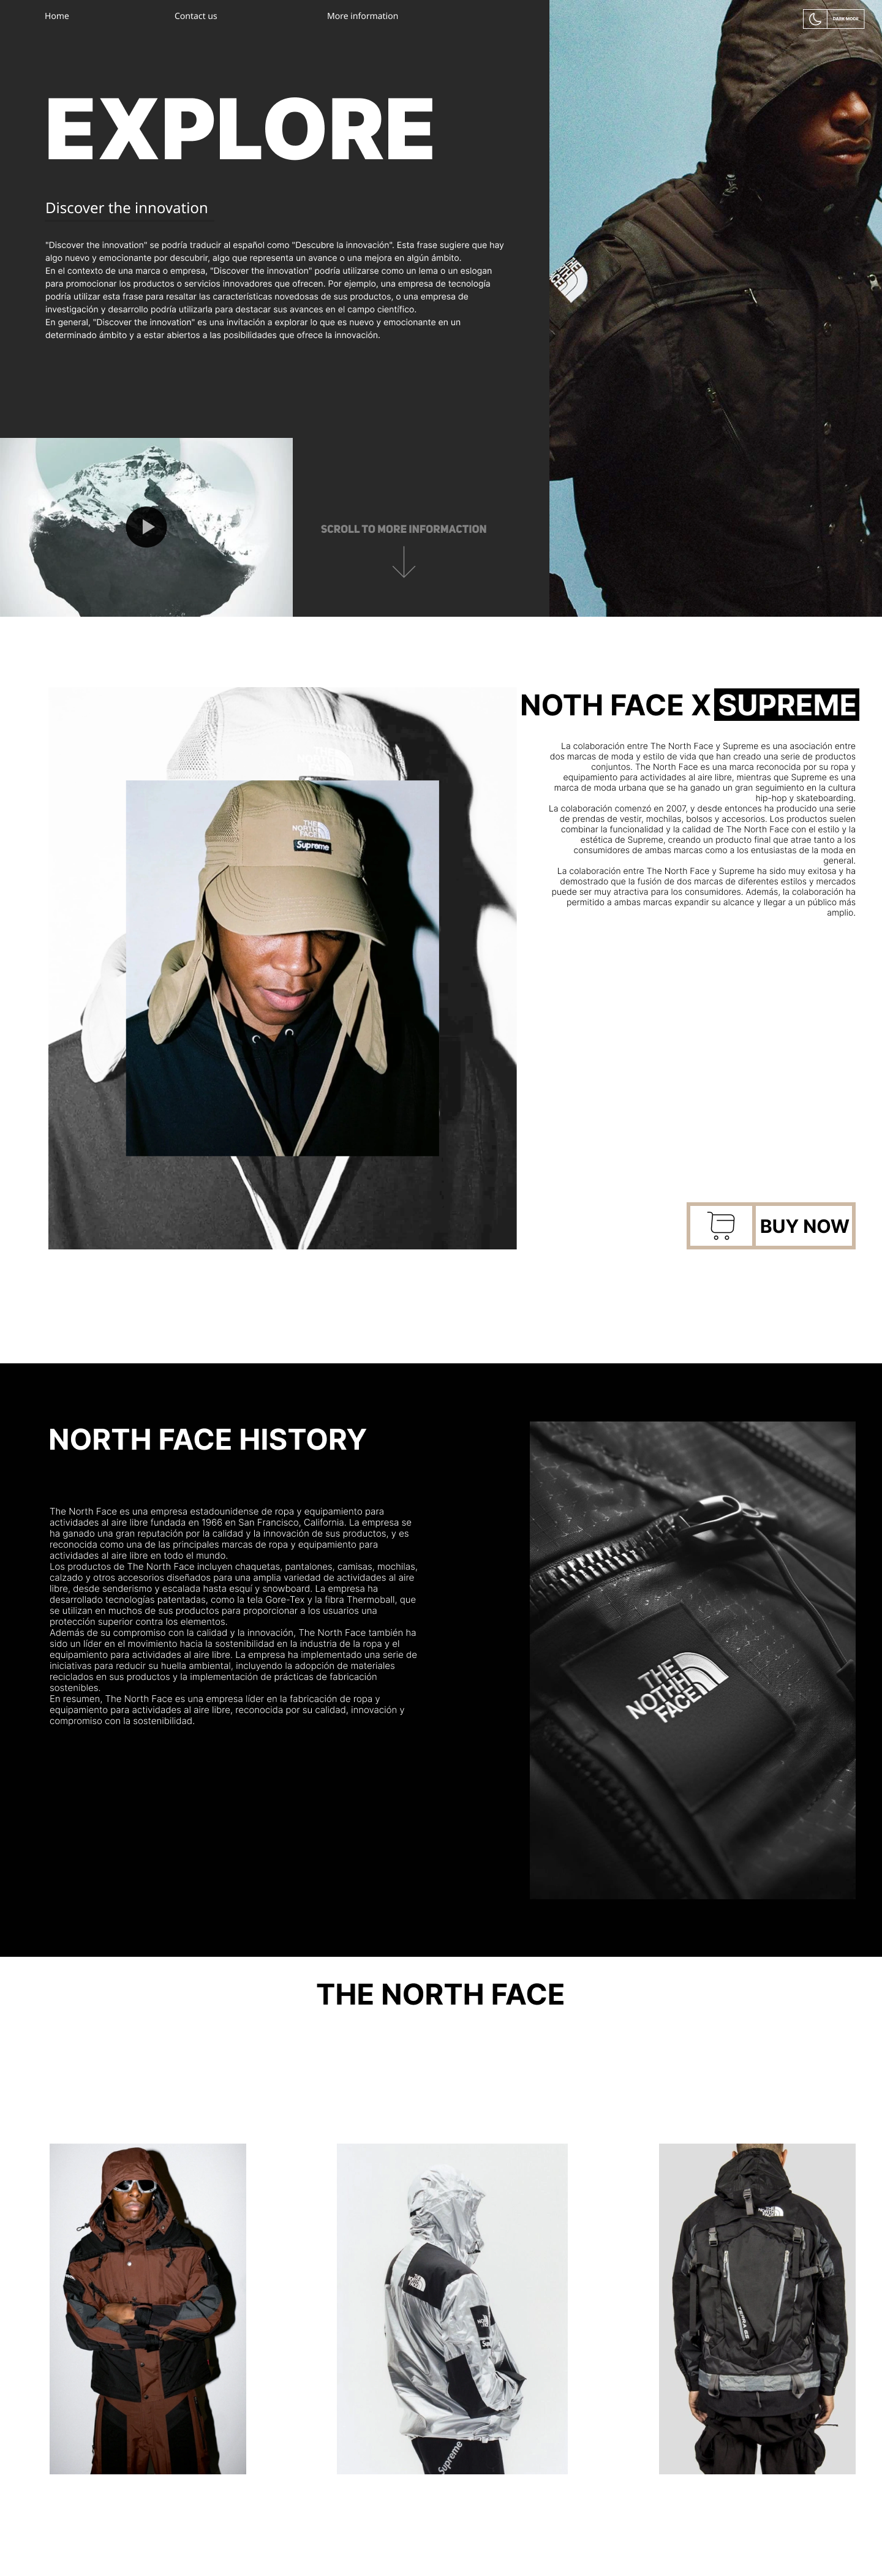 Home
Contact us
More information
DARK MODE
EXPLORE
Discover the innovation
"Discover the innovation" se podría traducir al español como "Descubre la innovación". Esta frase sugiere que hay
algo nuevo y emocionante por descubrir, algo que representa un avance o una mejora en algún ámbito.
En el contexto de una marca o empresa, "Discover the innovation" podría utilizarse como un lema o un eslogan
para promocionar los productos o servicios innovadores que ofrecen. Por ejemplo, una empresa de tecnología
podría utilizar esta frase para resaltar las características novedosas de sus productos, o una empresa de
investigación y desarrollo podría utilizarla para destacar sus avances en el campo científico.
En general, "Discover the innovation" es una invitación a explorar lo que es nuevo y emocionante en un
determinado ámbito y a estar abiertos a las posibilidades que ofrece la innovación.
SCROLL TO MORE INFORMACTION
NOTH FACE X SUPREME
La colaboración entre The North Face y Supreme es una asociación entre
dos marcas de moda y estilo de vida que han creado una serie de productos
conjuntos. The North Face es una marca reconocida por su ropa y
equipamiento para actividades al aire libre, mientras que Supreme es una
marca de moda urbana que se ha ganado un gran seguimiento en la cultura
hip-hop y skateboarding.
La colaboración comenzó en 2007, y desde entonces ha producido una serie
de prendas de vestir, mochilas, bolsos y accesorios. Los productos suelen
combinar la funcionalidad y la calidad de The North Face con el estilo y la
estética de Supreme, creando un producto final que atrae tanto a los
consumidores de ambas marcas como a los entusiastas de la moda en
general.
La colaboración entre The North Face y Supreme ha sido muy exitosa y ha
demostrado que la fusión de dos marcas de diferentes estilos y mercados
puede ser muy atractiva para los consumidores. Además, la colaboración ha
permitido a ambas marcas expandir su alcance y llegar a un público más
amplio.
THE
NORTH
FACE
Supreme
BUY NOW
NORTH FACE HISTORY
The North Face es una empresa estadounidense de ropa y equipamiento para
actividades al aire libre fundada en 1966 en San Francisco, California. La empresa se
ha ganado una gran reputación por la calidad y la innovación de sus productos, y es
reconocida como una de las principales marcas de ropa y equipamiento para
actividades al aire libre en todo el mundo.
Los productos de The North Face incluyen chaquetas, pantalones, camisas, mochilas,
calzado y otros accesorios diseñados para una amplia variedad de actividades al aire
libre, desde senderismo y escalada hasta esquí y snowboard. La empresa ha
desarrollado tecnologías patentadas, como la tela Gore-Tex y la fibra Thermoball, que
se utilizan en muchos de sus productos para proporcionar a los usuarios una
protección superior contra los elementos.
Además de su compromiso con la calidad y la innovación, The North Face también ha
sido un líder en el movimiento hacia la sostenibilidad en la industria de la ropa y el
equipamiento para actividades al aire libre. La empresa ha implementado una serie de
iniciativas para reducir su huella ambiental, incluyendo la adopción de materiales
reciclados en sus productos y la implementación de prácticas de fabricación
sostenibles.
En resumen, The North Face es una empresa líder en la fabricación de ropa y
equipamiento para actividades al aire libre, reconocida por su calidad, innovación y
compromiso con la sostenibilidad.
THE
NOTHH
FACE
THE NORTH FACE
Supreme